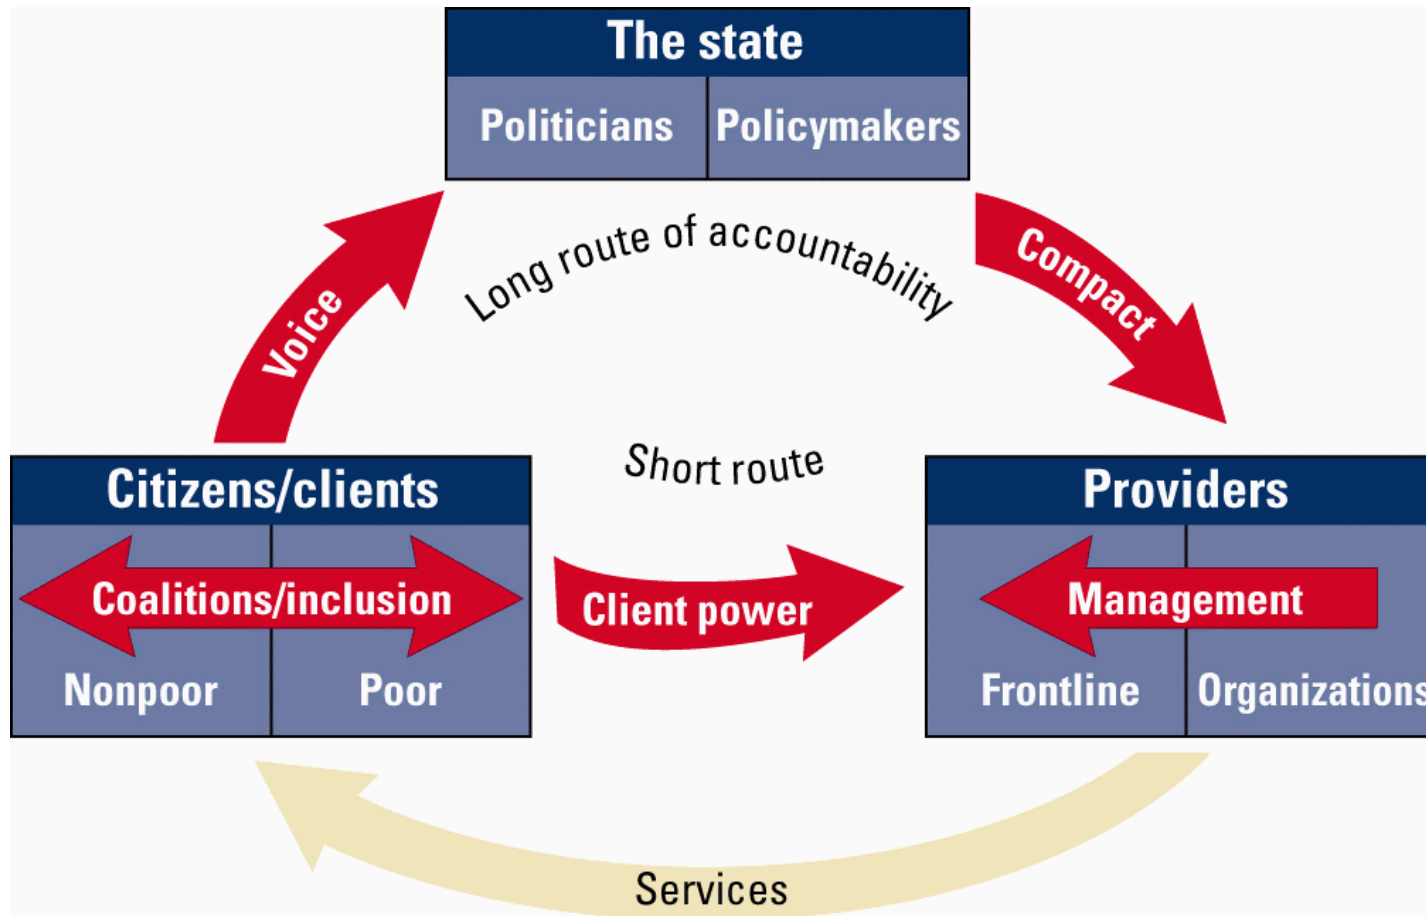 The state
Politicians
Policymakers
Long route of accountability
Voice
Compact
Short route
Citizens/clients
Coalitions/inclusion
Nonpoor
Poor
Client power
Providers
Management
Frontline
Organizations
Services